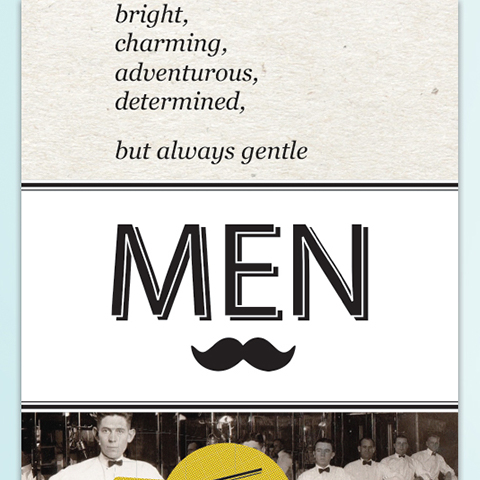 bright,
charming,
adventurous,
determined,
but always gentle
MEN